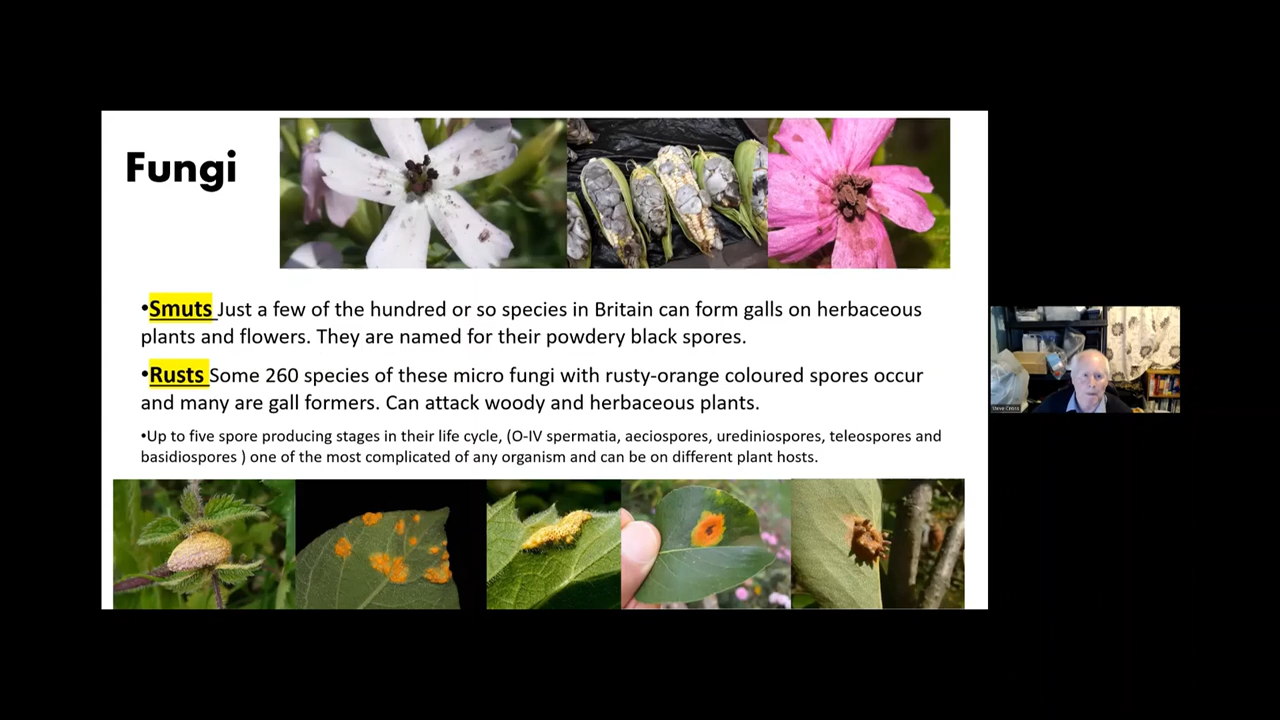 Fungi
•Smuts Just a few of the hundred or so species in Britain can form galls on herbaceous
plants and flowers. They are named for their powdery black spores.
•Rusts Some 260 species of these micro fungi with rusty-orange coloured spores occur
and many are gall formers. Can attack woody and herbaceous plants.
•Up to five spore producing stages in their life cycle, (O-IV spermatia, aeciospores, urediniospores, teleospores and
basidiospores ) one of the most complicated of any organism and can be on different plant hosts.
Steve Cross